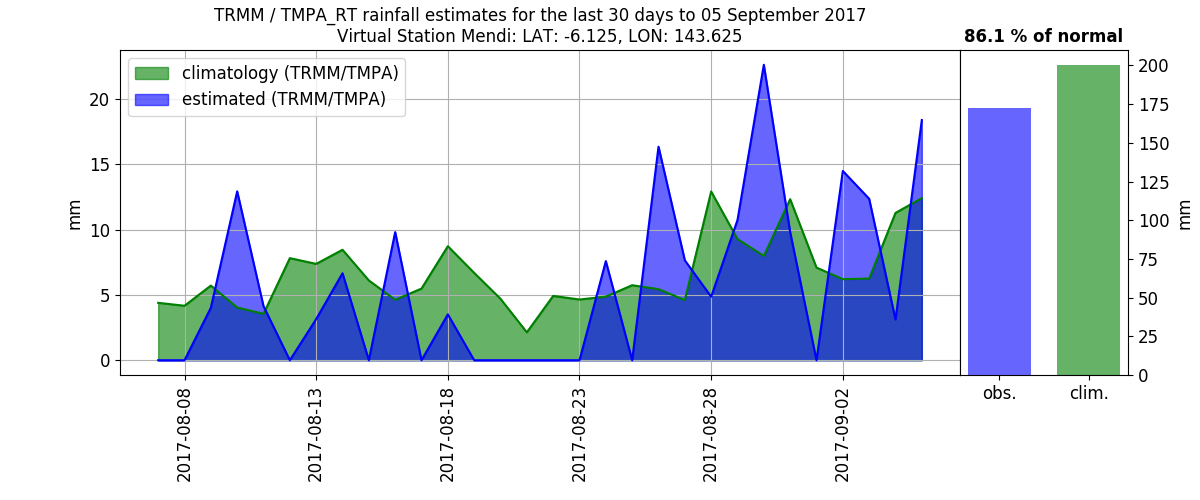 TRMM / TMPA_RT rainfall estimates for the last 30 days to 05 September 2017
Virtual Station Mendi: LAT: -6.125, LON: 143.625
86.1 % of normal
climatology (TRMM/TMPA)
estimated (TRMM/TMPA)
mm
20
15
10
5
0
2017-08-08
2017-08-13
2017-08-18
2017-08-23
2017-08-28
2017-09-02
200
175
150
125
100
75
50
25
0
mm
obs.
clim.